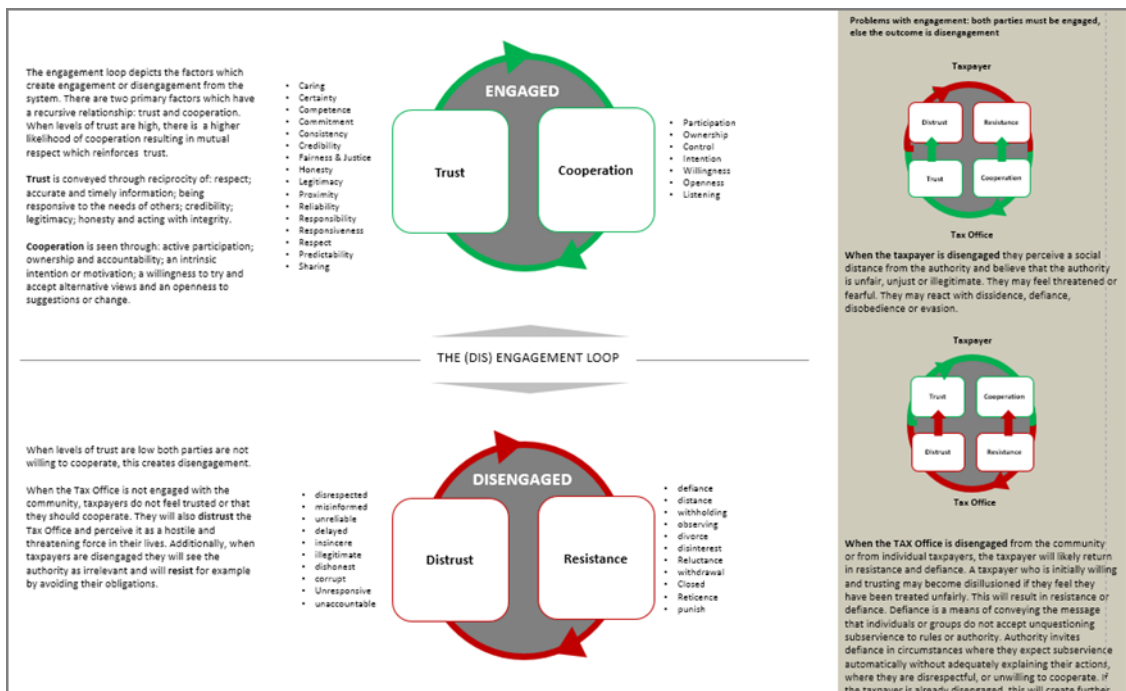 The engagement loop depicts the factors which
create engagement or disengagement from the
system. There are two primary factors which have
a recursive relationship: trust and cooperation.
When levels of trust are high, there is a higher
likelihood of cooperation resulting in mutual
respect which reinforces trust.
Trust is conveyed through reciprocity of: respect;
accurate and timely information; being
responsive to the needs of others; credibility;
legitimacy; honesty and acting with integrity.
Cooperation is seen through: active participation;
ownership and accountability; an intrinsic
intention or motivation; a willingness to try and
accept alternative views and an openness to
suggestions or change.
• Caring
• Certainty
• Competence
• Commitment
• Consistency
• Credibility
• Fairness & Justice
• Honesty
• Legitimacy
• Proximity
• Reliability
• Responsibility
• Responsiveness
• Respect
• Predictability
• Sharing
ENGAGED
Trust
Cooperation
• Participation
• Ownership
• Control
• Intention
• Willingness
• Openness
• Listening
THE (DIS) ENGAGEMENT LOOP
When levels of trust are low both parties are not
willing to cooperate, this creates disengagement.
When the Tax Office is not engaged with the
community, taxpayers do not feel trusted or that
they should cooperate. They will also distrust the
Tax Office and perceive it as a hostile and
threatening force in their lives. Additionally, when
taxpayers are disengaged they will see the
authority as irrelevant and will resist for example
by avoiding their obligations.
• disrespected
• misinformed
• unreliable
• delayed
• insincere
• illegitimate
• dishonest
• corrupt
• Unresponsive
• unaccountable
DISENGAGED
Distrust
Resistance
• defiance
• distance
• withholding
• observing
• divorce
• disinterest
• Reluctance
• withdrawal
• Closed
• Reticence
• punish
Problems with engagement: both parties must be engaged,
else the outcome is disengagement
Taxpayer
Distrust
Resistance
Trust
Cooperation
Tax Office
When the taxpayer is disengaged they perceive a social
distance from the authority and believe that the authority
is unfair, unjust or illegitimate. They may feel threatened or
fearful. They may react with dissidence, defiance,
disobedience or evasion.
Taxpayer
Trust
Cooperation
Distrust
Resistance
Tax Office
When the TAX Office is disengaged from the community
or from individual taxpayers, the taxpayer will likely return
in resistance and defiance. A taxpayer who is initially willing
and trusting may become disillusioned if they feel they
have been treated unfairly. This will result in resistance or
defiance. Defiance is a means of conveying the message
that individuals or groups do not accept unquestioning
subservience to rules or authority. Authority invites
defiance in circumstances where they expect subservience
automatically without adequately explaining their actions,
where they are disrespectful, or unwilling to cooperate. If
the taxpayer is already disengaged, this will create further